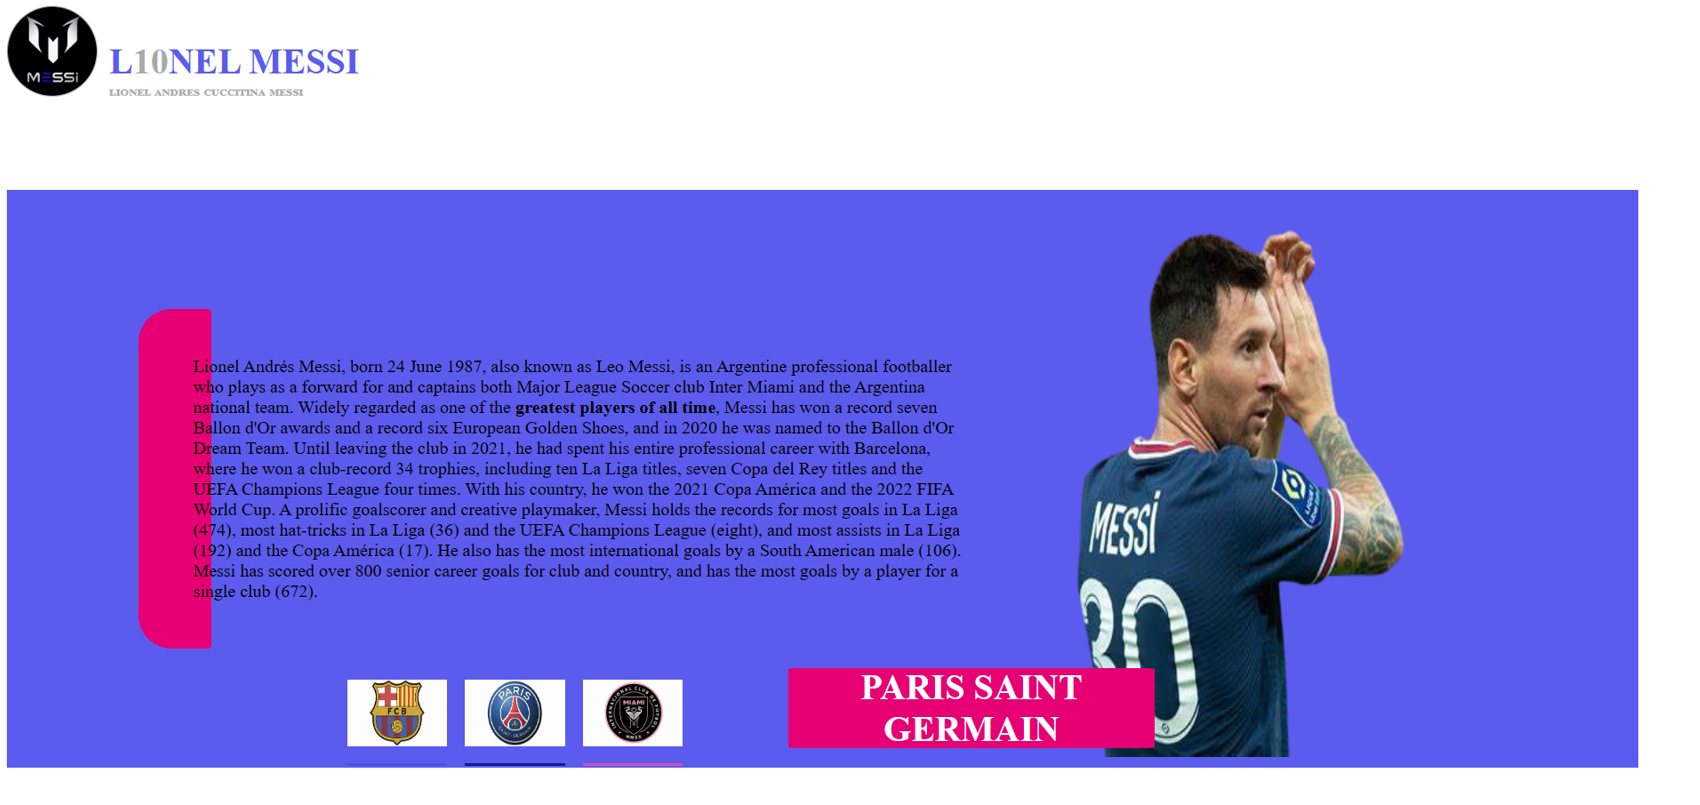 MESSi
L10NEL MESSI
LIONEL ANDRES CUCCITINA MESSI
Lionel Andrés Messi, born 24 June 1987, also known as Leo Messi, is an Argentine professional footballer
who plays as a forward for and captains both Major League Soccer club Inter Miami and the Argentina
national team. Widely regarded as one of the greatest players of all time, Messi has won a record seven
Ballon d'Or awards and a record six European Golden Shoes, and in 2020 he was named to the Ballon d'Or
Dream Team. Until leaving the club in 2021, he had spent his entire professional career with Barcelona,
where he won a club-record 34 trophies, including ten La Liga titles, seven Copa del Rey titles and the
UEFA Champions League four times. With his country, he won the 2021 Copa América and the 2022 FIFA
World Cup. A prolific goalscorer and creative playmaker, Messi holds the records for most goals in La Liga
(474), most hat-tricks in La Liga (36) and the UEFA Champions League (eight), and most assists in La Liga
(192) and the Copa América (17). He also has the most international goals by a South American male (106).
Messi has scored over 800 senior career goals for club and country, and has the most goals by a player for a
single club (672).
MESSi
30
FCB
PARIS
SAINT-GERMAIN
INTERNACIONAL CLUB DE FUTBOL
MIAMI
MMXX
PARIS SAINT
GERMAIN